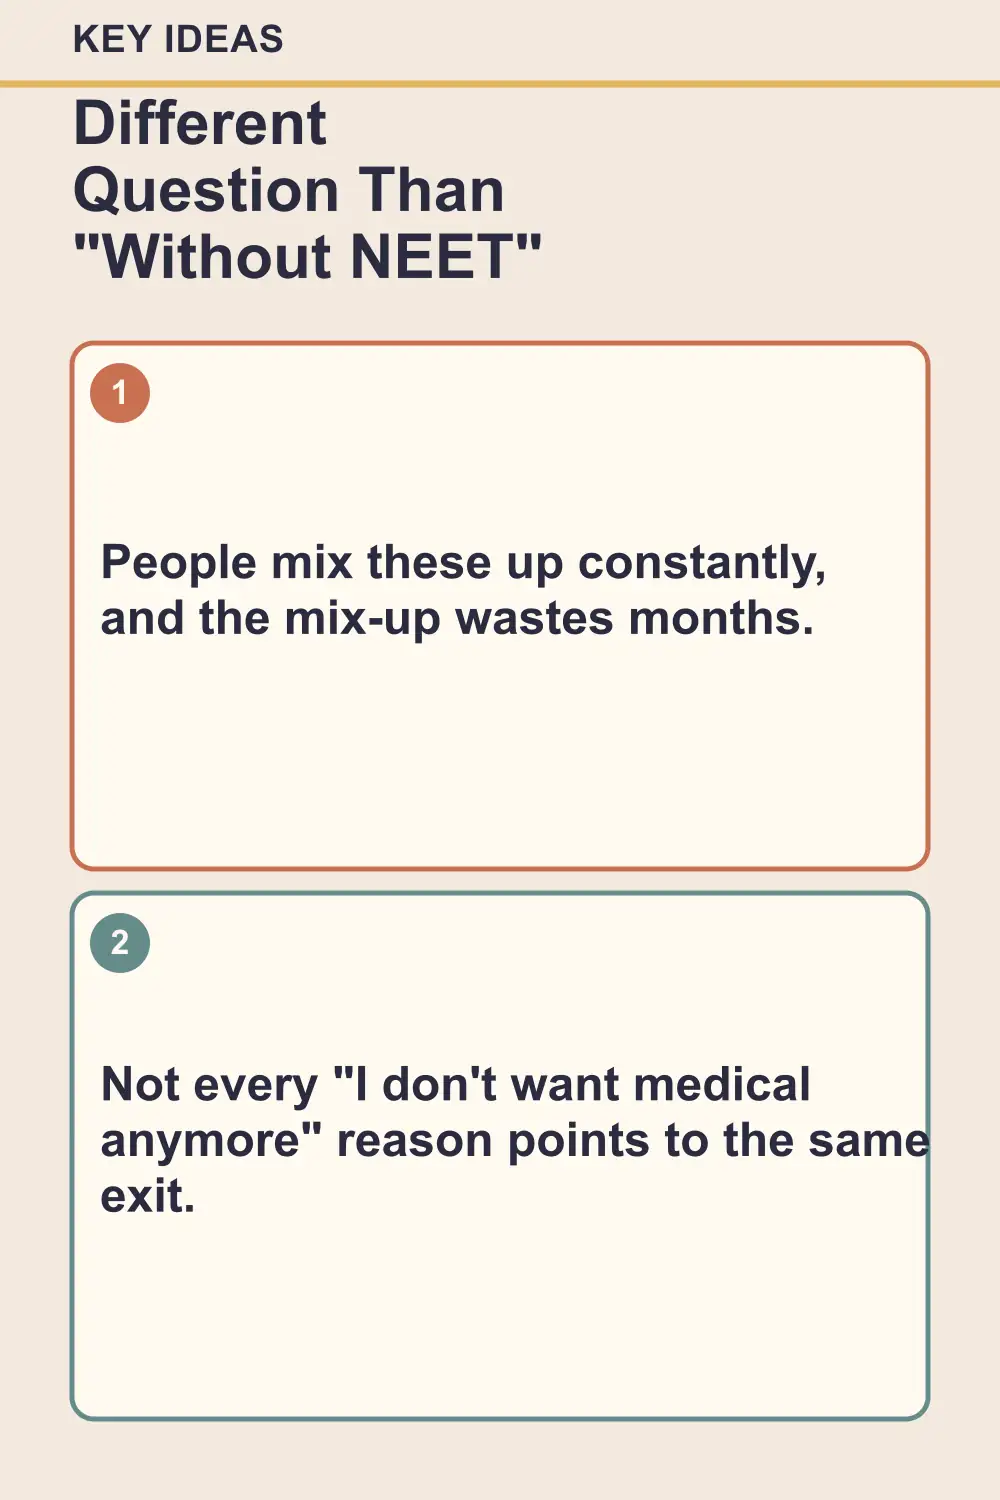 KEY IDEAS
Different
Question Than
"Without NEET"
1
People mix these up constantly,
and the mix-up wastes months.
2
Not every "I don't want medical
anymore" reason points to the same
exit.